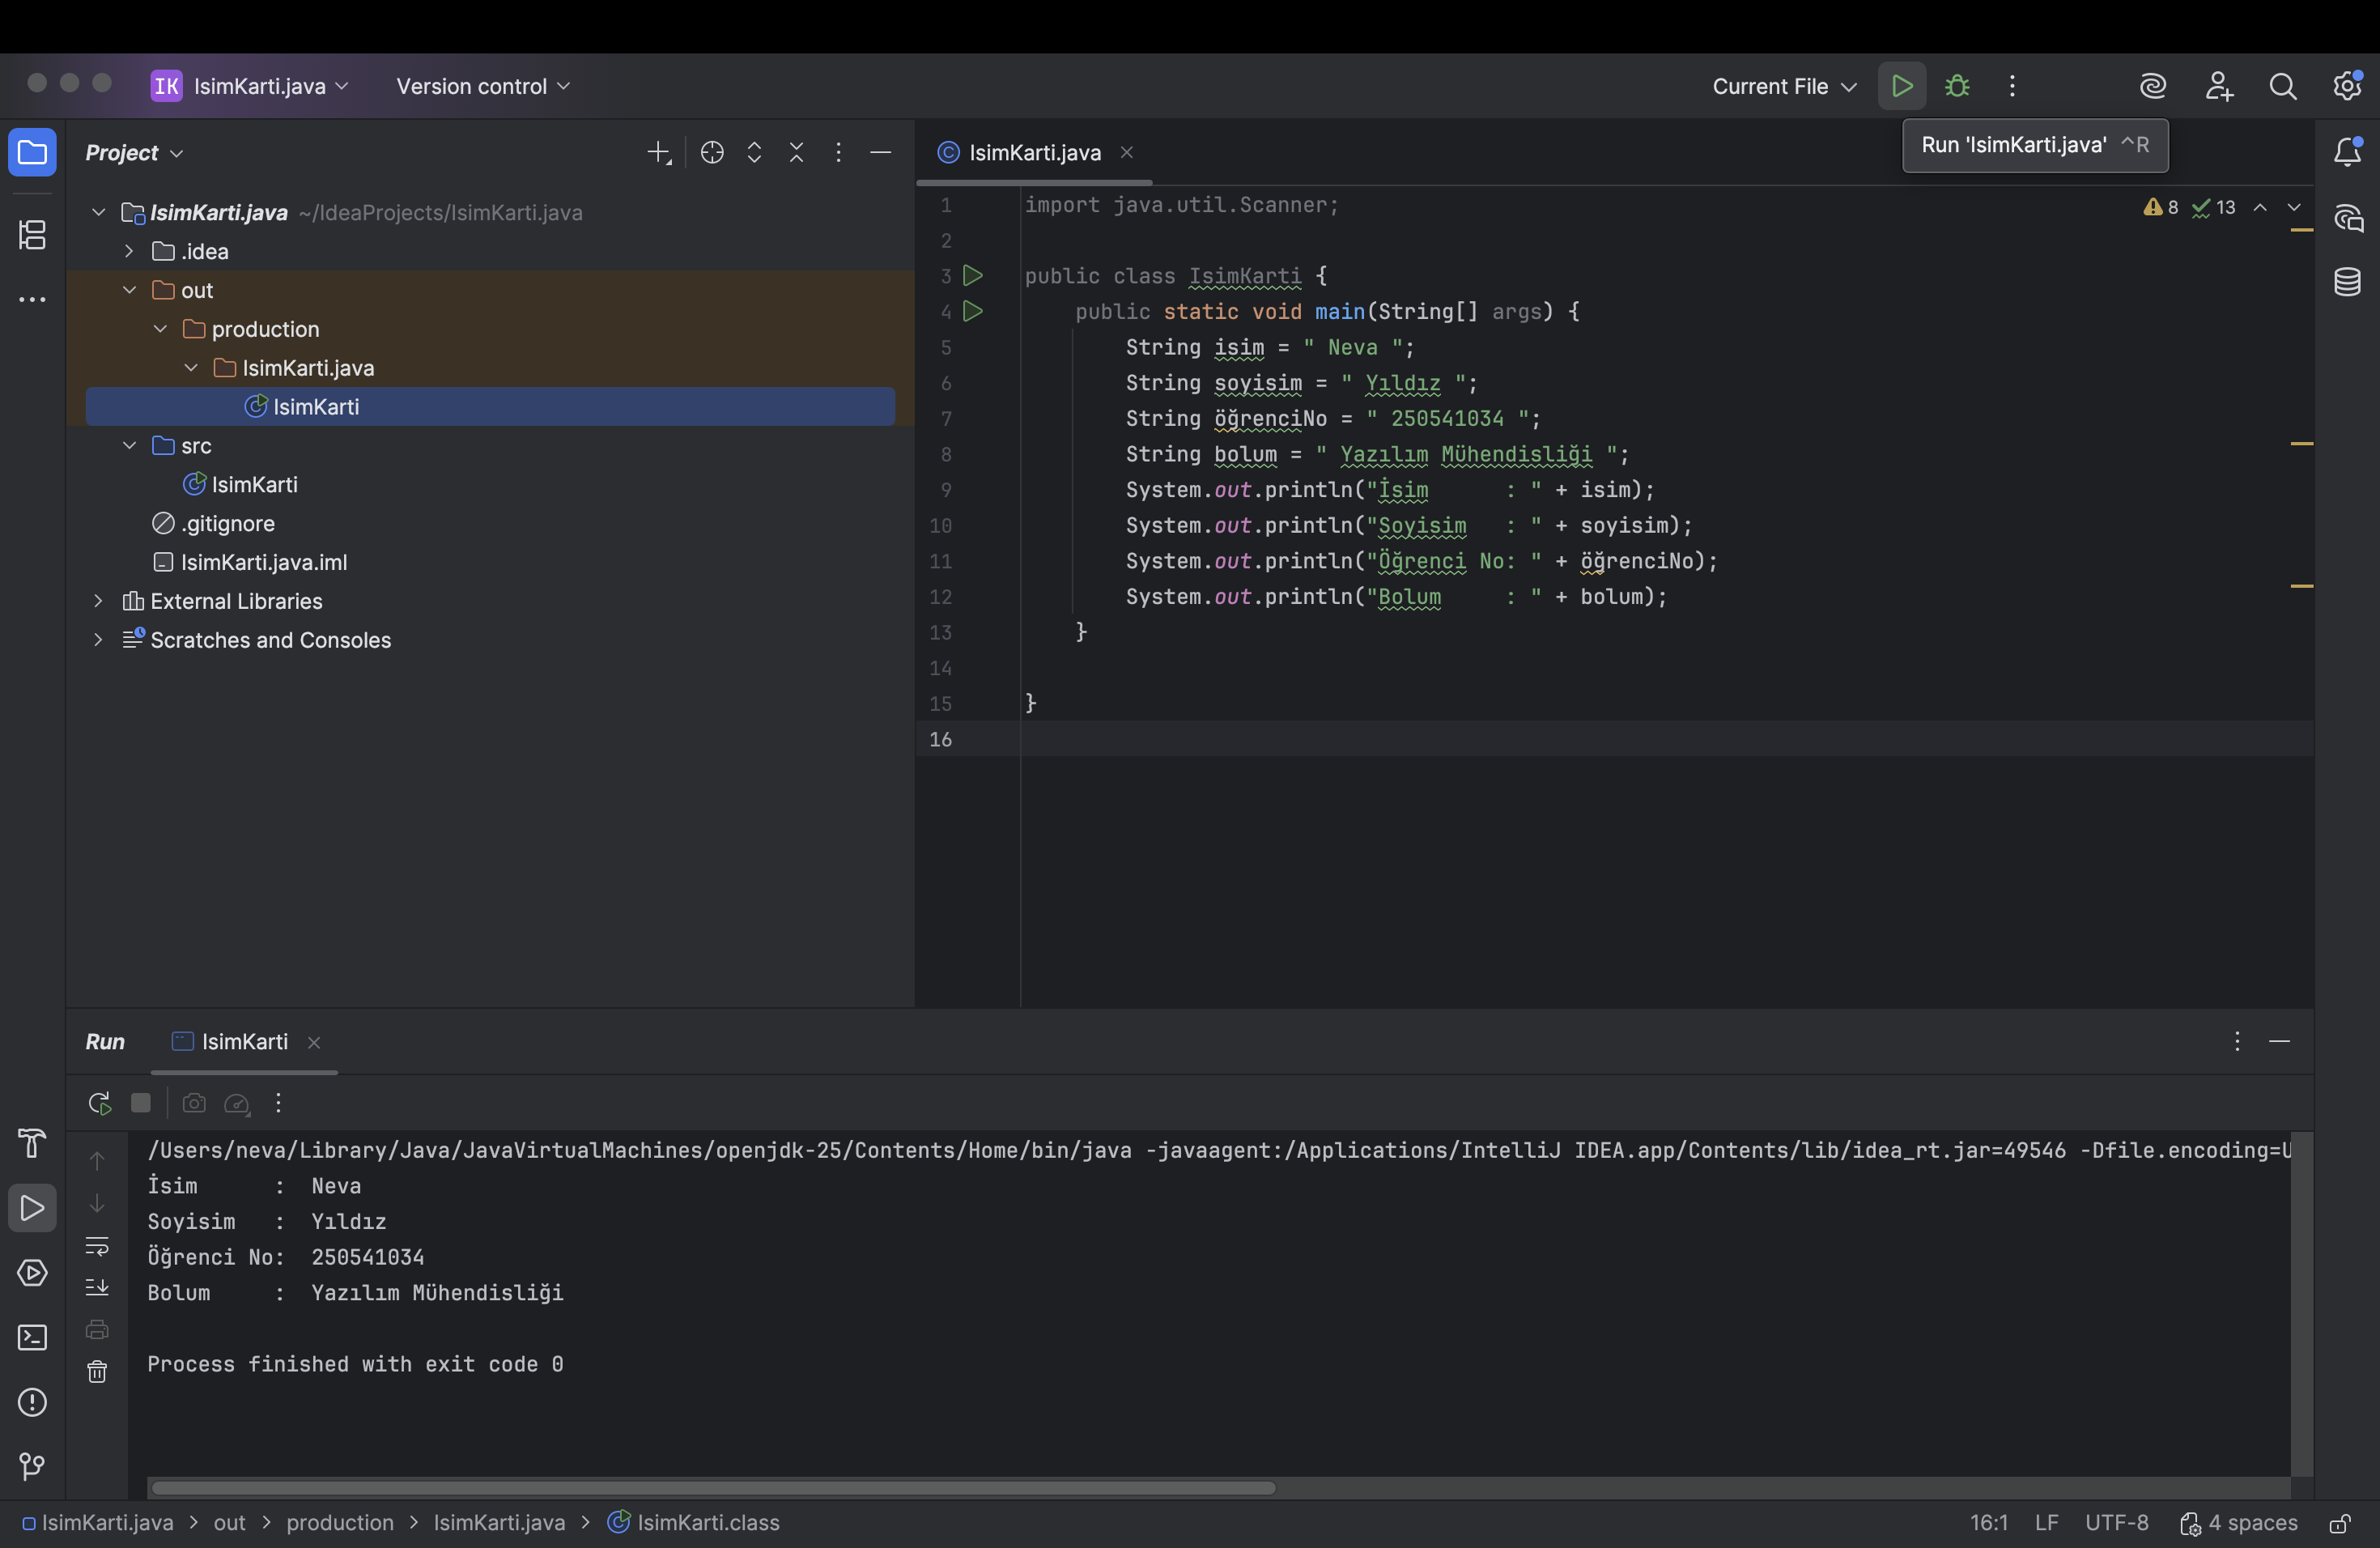 IK IsimKarti.java Version control Current File
Run 'IsimKarti.java' ^R
Project
IsimKarti.java ~/IdeaProjects/IsimKarti.java
.idea
out
production
IsimKarti.java
IsimKarti
src
IsimKarti
.gitignore
IsimKarti.java.iml
External Libraries
Scratches and Consoles
IsimKarti.java
8 13
1 import java.util.Scanner;
2
3 public class IsimKarti {
4 public static void main(String[] args) {
5 String isim = " Neva ";
6 String soyisim = " Yıldız ";
7 String öğrenciNo = " 250541034 ";
8 String bolum = " Yazılım Mühendisliği ";
9 System.out.println("İsim      : " + isim);
10 System.out.println("Soyisim   : " + soyisim);
11 System.out.println("Öğrenci No: " + öğrenciNo);
12 System.out.println("Bolum     : " + bolum);
13 }
14
15 }
16
Run IsimKarti
/Users/neva/Library/Java/JavaVirtualMachines/openjdk-25/Contents/Home/bin/java -javaagent:/Applications/IntelliJ IDEA.app/Contents/lib/idea_rt.jar=49546 -Dfile.encoding=U
İsim      :  Neva
Soyisim   :  Yıldız
Öğrenci No:  250541034
Bolum     :  Yazılım Mühendisliği
Process finished with exit code 0
IsimKarti.java > out > production > IsimKarti.java > IsimKarti.class 16:1 LF UTF-8 4 spaces